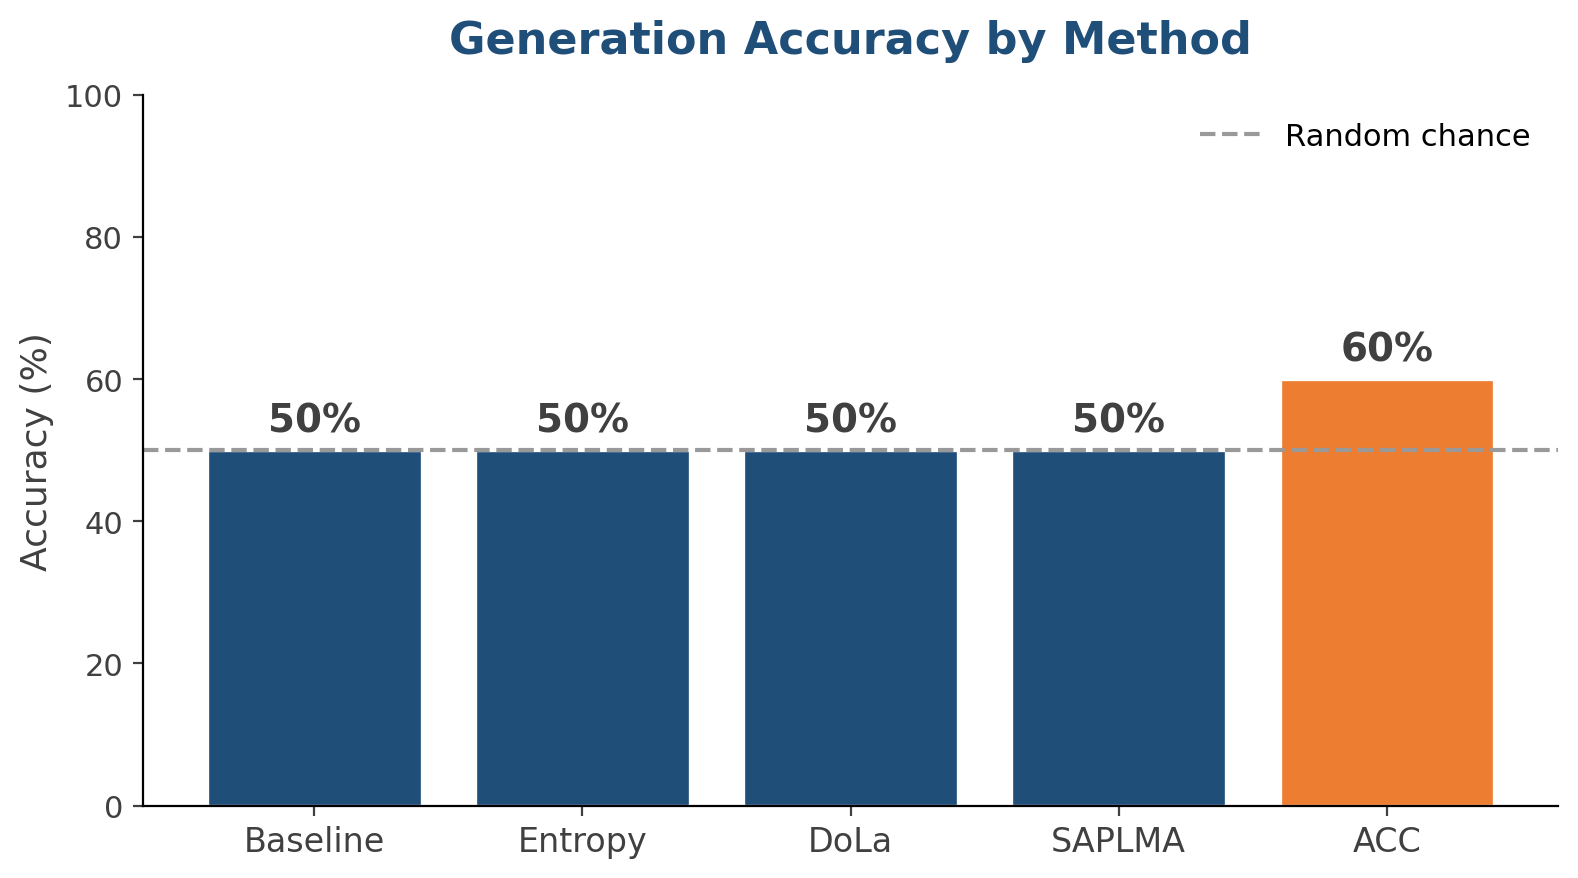 Generation Accuracy by Method
Random chance
Accuracy (%)
100
80
60
40
20
0
50%
50%
50%
50%
60%
Baseline
Entropy
DoLa
SAPLMA
ACC